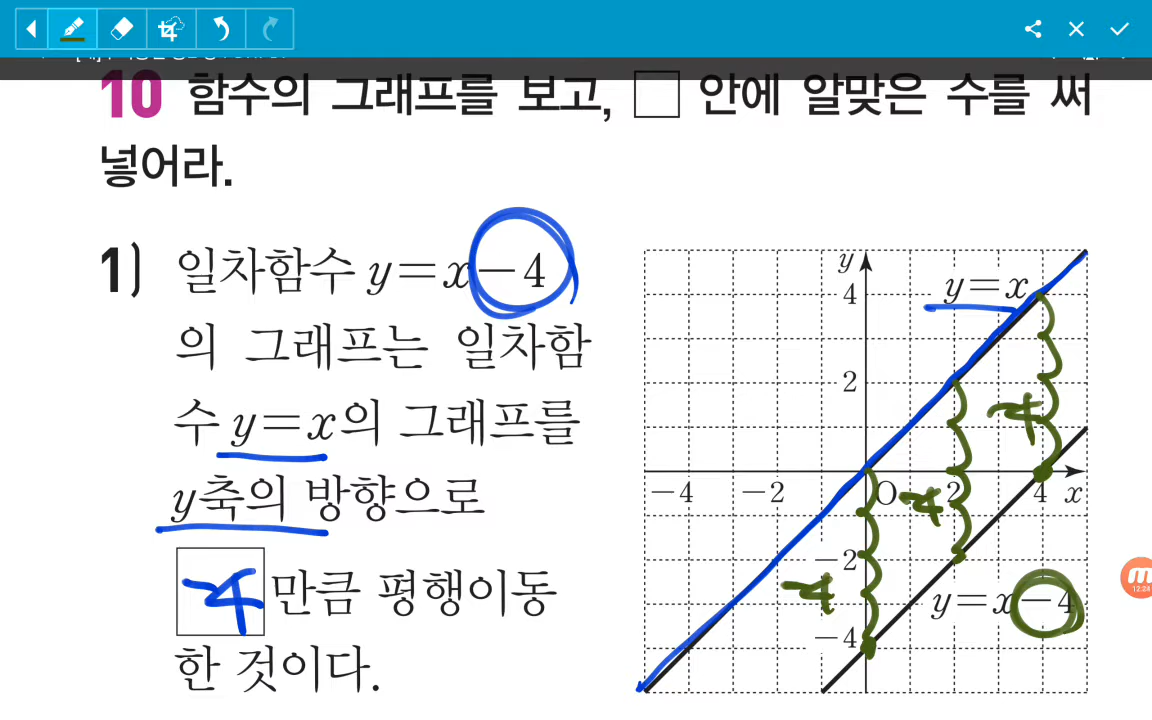 10 함수의 그래프를 보고, □ 안에 알맞은 수를 써
넣어라.
1) 일차함수 y=x-4
의 그래프는 일차함
수 y=x의 그래프를
y축의 방향으로
-4 만큼 평행이동
한 것이다.
y
4
y=x
2
-4
-4 -2 O -4 2 4 x
-2
-4
y=x-4
-4
12:24